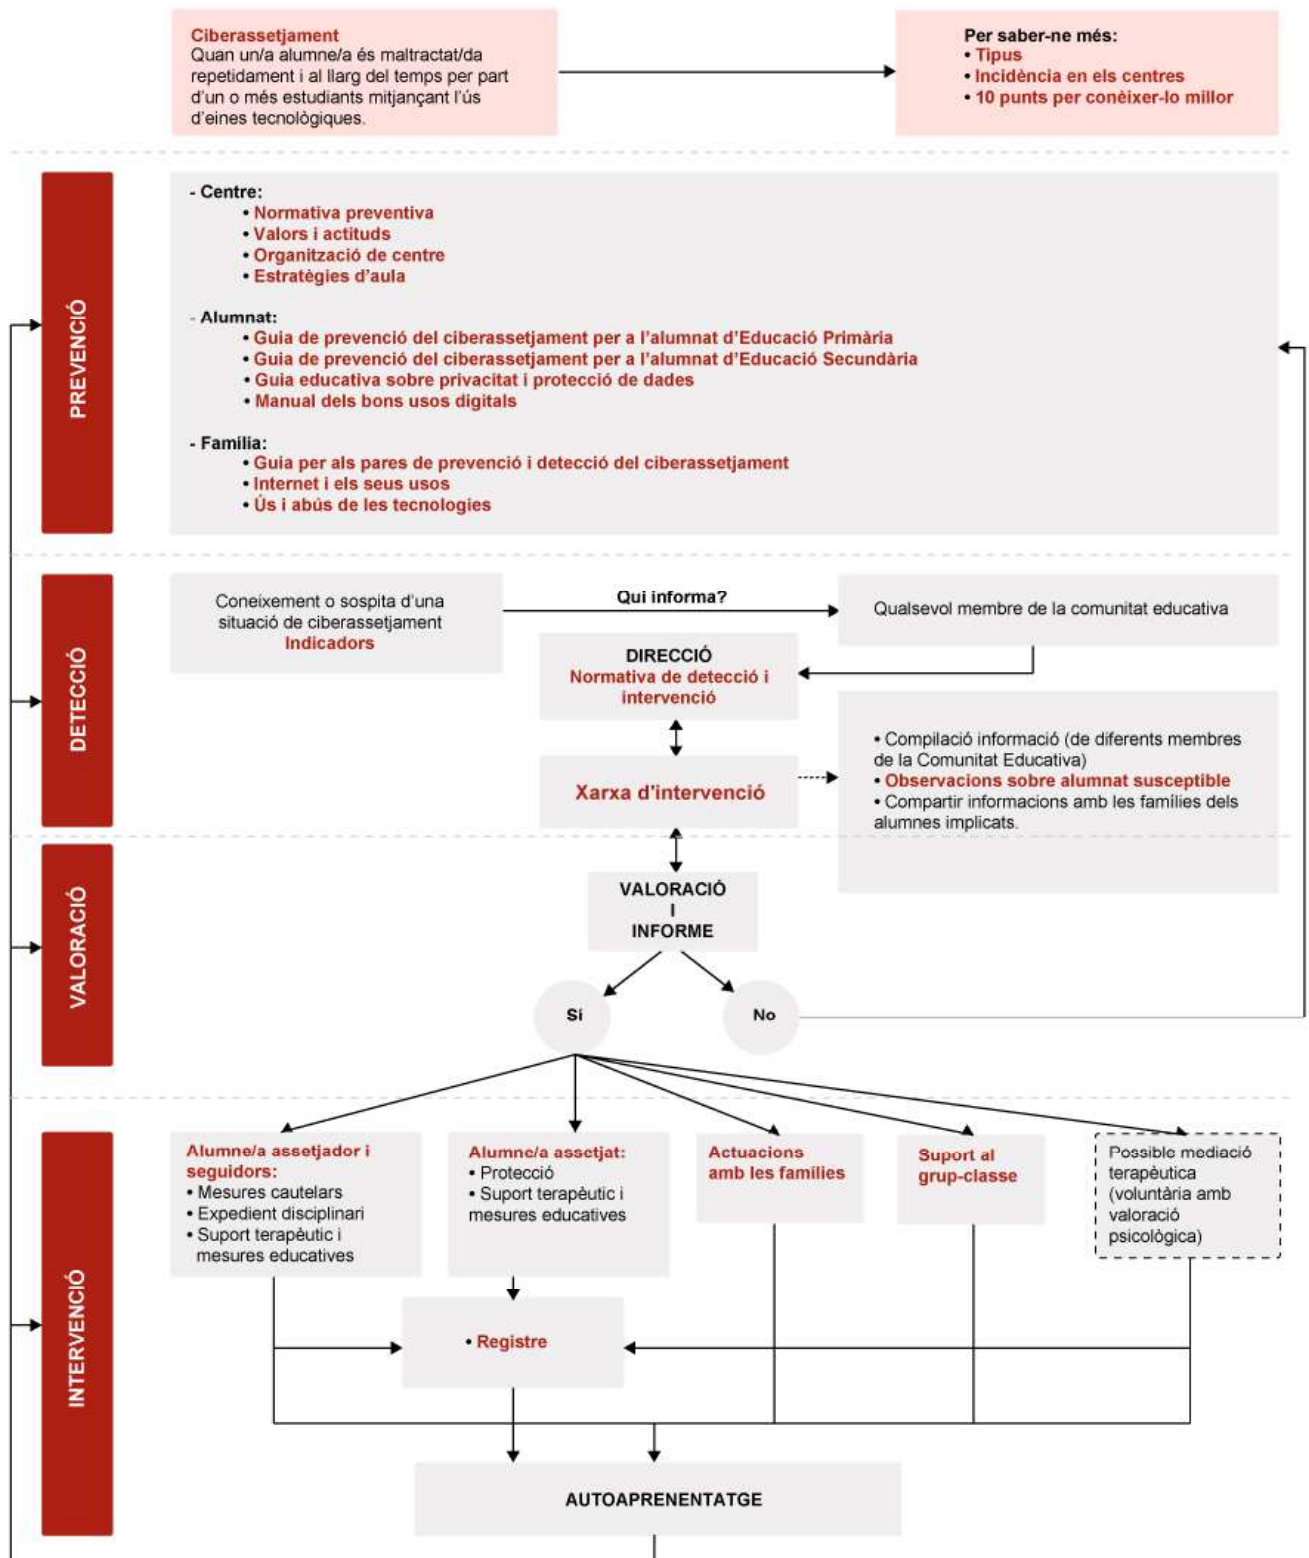 Ciberassetjament
Quan un/a alumne/a és maltractat/da
repetidament i al llarg del temps per part
d'un o més estudiants mitjançant l'ús
d'eines tecnològiques.
Per saber-ne més:
• Tipus
• Incidència en els centres
• 10 punts per conèixer-lo millor
PREVENCIÓ
- Centre:
• Normativa preventiva
• Valors i actituds
• Organització de centre
• Estratègies d'aula
- Alumnat:
• Guia de prevenció del ciberassetjament per a l'alumnat d'Educació Primària
• Guia de prevenció del ciberassetjament per a l'alumnat d'Educació Secundària
• Guia educativa sobre privacitat i protecció de dades
• Manual dels bons usos digitals
- Família:
• Guia per als pares de prevenció i detecció del ciberassetjament
• Internet i els seus usos
• Ús i abús de les tecnologies
DETECCIÓ
Coneixement o sospita d'una
situació de ciberassetjament
Indicadors
Qui informa?
Qualsevol membre de la comunitat educativa
DIRECCIÓ
Normativa de detecció i
intervenció
Xarxa d'intervenció
• Compilació informació (de diferents membres
de la Comunitat Educativa)
• Observacions sobre alumnat susceptible
• Compartir informacions amb les famílies dels
alumnes implicats.
VALORACIÓ
VALORACIÓ
I
INFORME
Sí
No
INTERVENCIÓ
Alumne/a assetjador i
seguidors:
• Mesures cautelars
• Expedient disciplinari
• Suport terapèutic i
mesures educatives
Alumne/a assetjat:
• Protecció
• Suport terapèutic i
mesures educatives
Actuacions
amb les famílies
Suport al
grup-classe
Possible mediació
terapèutica
(voluntària amb
valoració
psicològica)
• Registre
AUTOAPRENENTATGE